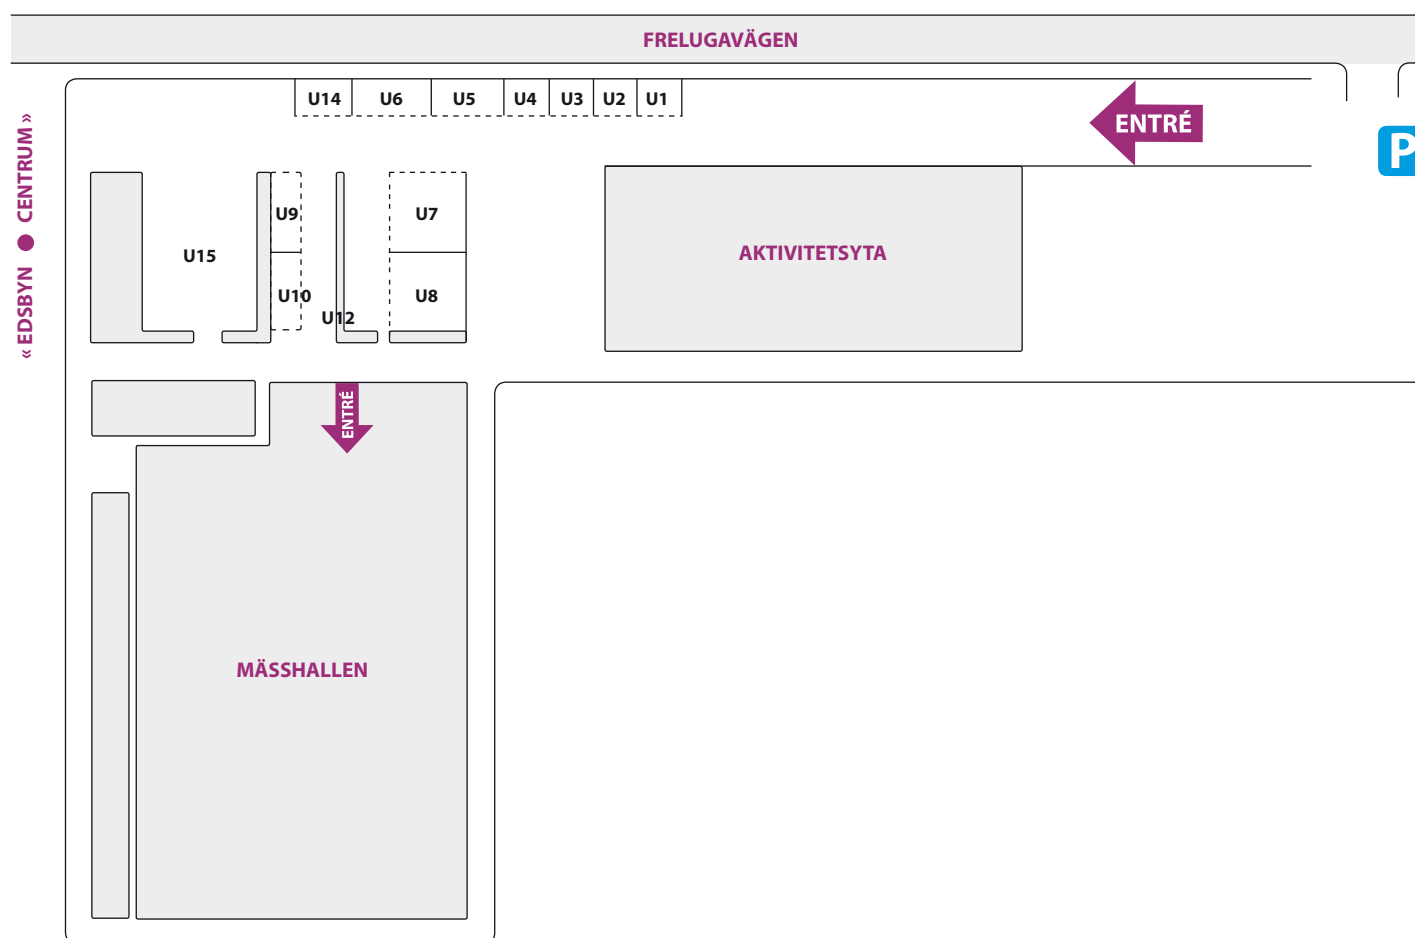 FRELUGAVÄGEN
U14 U6 U5 U4 U3 U2 U1
ENTRÉ
P
« EDSBYN ● CENTRUM »
U9 U7
U15
AKTIVITETSYTA
U10 U8
U12
ENTRÉ
MÄSSHALLEN